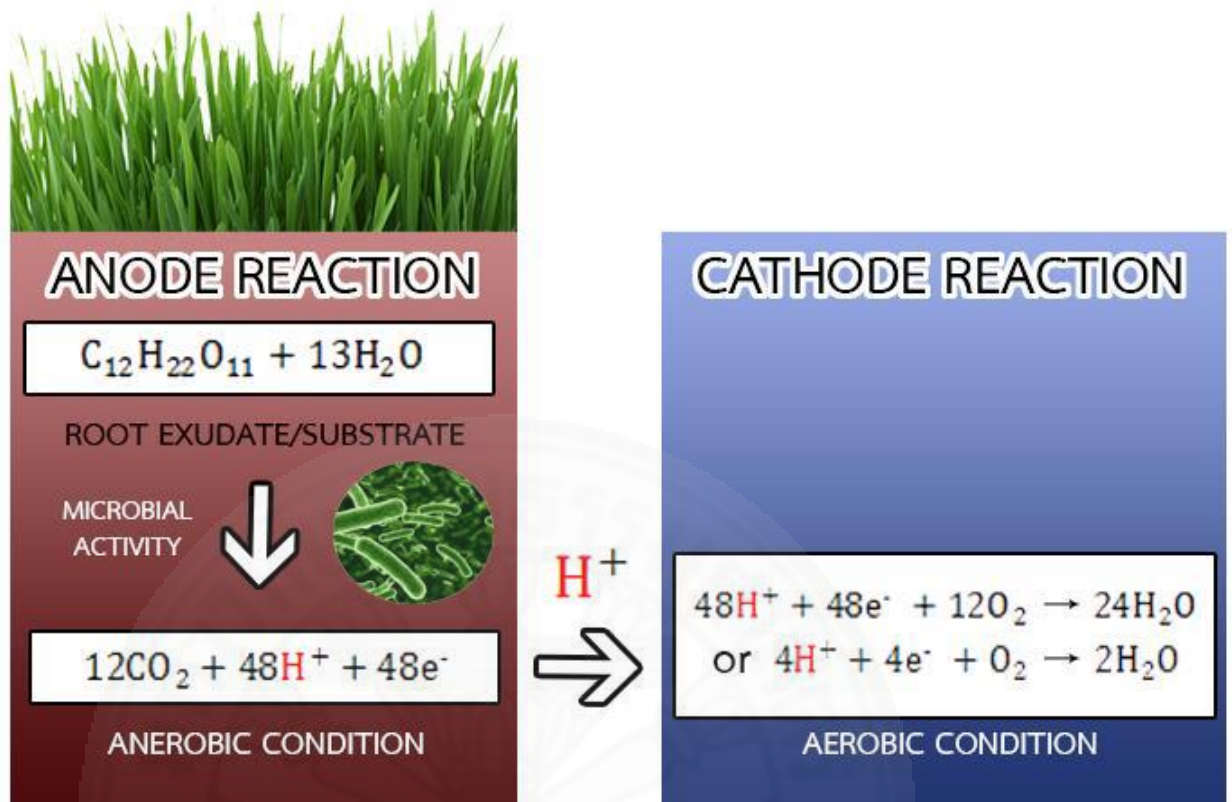 ANODE REACTION
C₁₂H₂₂O₁₁ + 13H₂O
ROOT EXUDATE/SUBSTRATE
MICROBIAL
ACTIVITY
12CO₂ + 48H⁺ + 48e⁻
ANEROBIC CONDITION
H⁺
CATHODE REACTION
48H⁺ + 48e⁻ + 12O₂ → 24H₂O
or 4H⁺ + 4e⁻ + O₂ → 2H₂O
AEROBIC CONDITION